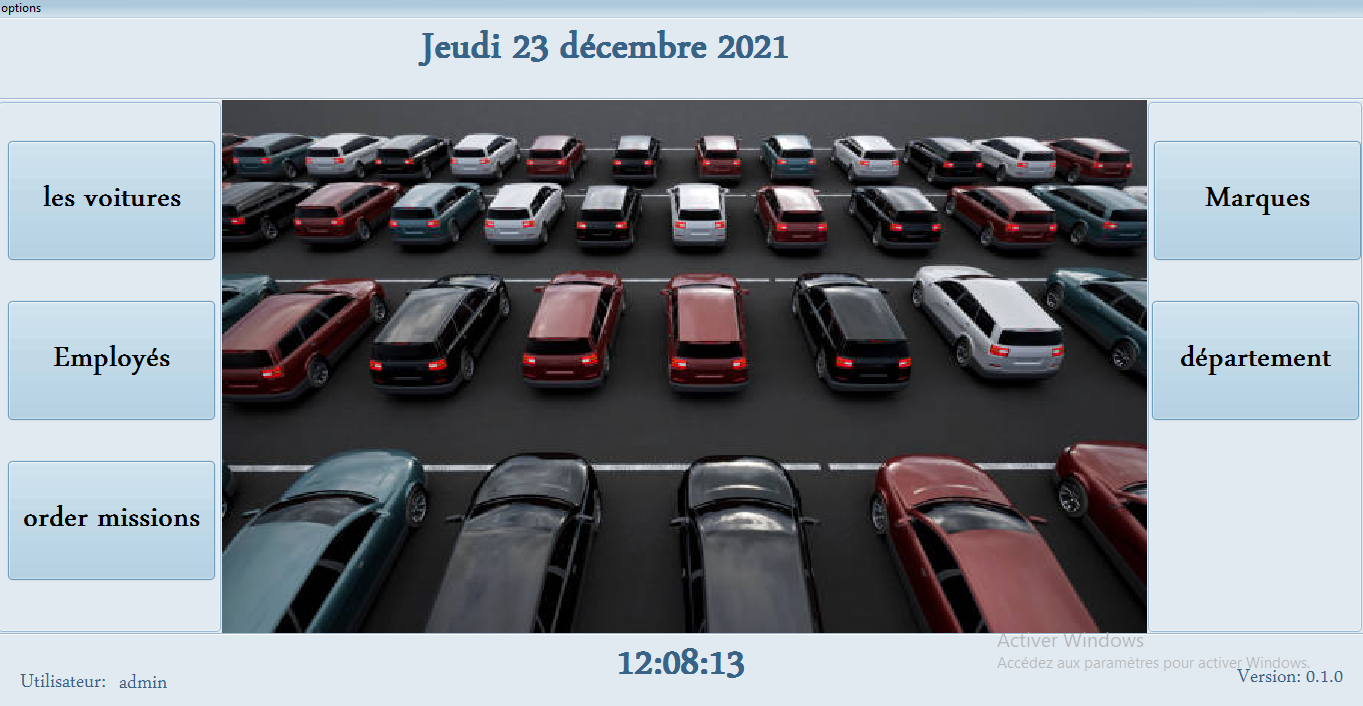 options
Jeudi 23 décembre 2021
les voitures
Marques
Employés
département
order missions
12:08:13
Activer Windows
Accédez aux paramètres pour activer Windows.
Utilisateur: admin
Version: 0.1.0